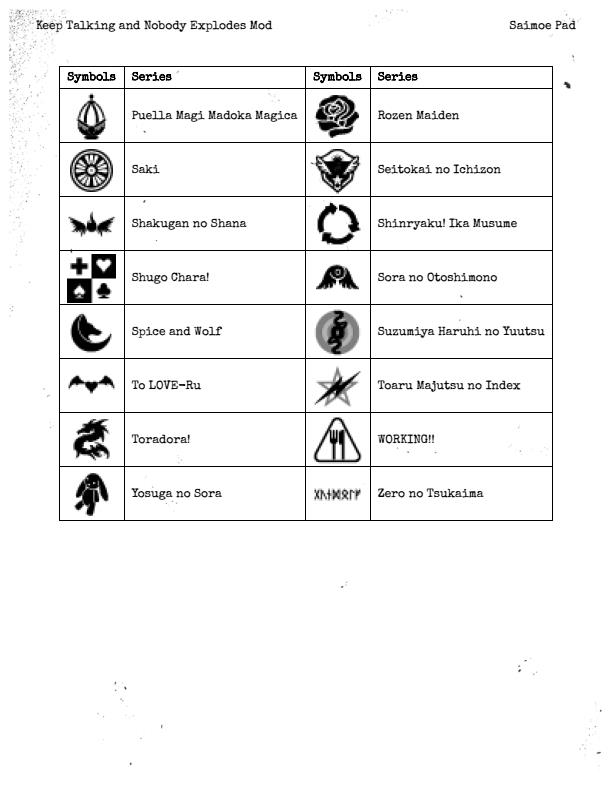 Keep Talking and Nobody Explodes Mod Saimoe Pad
Symbols Series Symbols Series
Puella Magi Madoka Magica Rozen Maiden
Saki Seitokai no Ichizon
Shakugan no Shana Shinryaku! Ika Musume
Shugo Chara! Sora no Otoshimono
Spice and Wolf Suzumiya Haruhi no Yuutsu
To LOVE-Ru Toaru Majutsu no Index
Toradora! WORKING!!
Yosuga no Sora Zero no Tsukaima